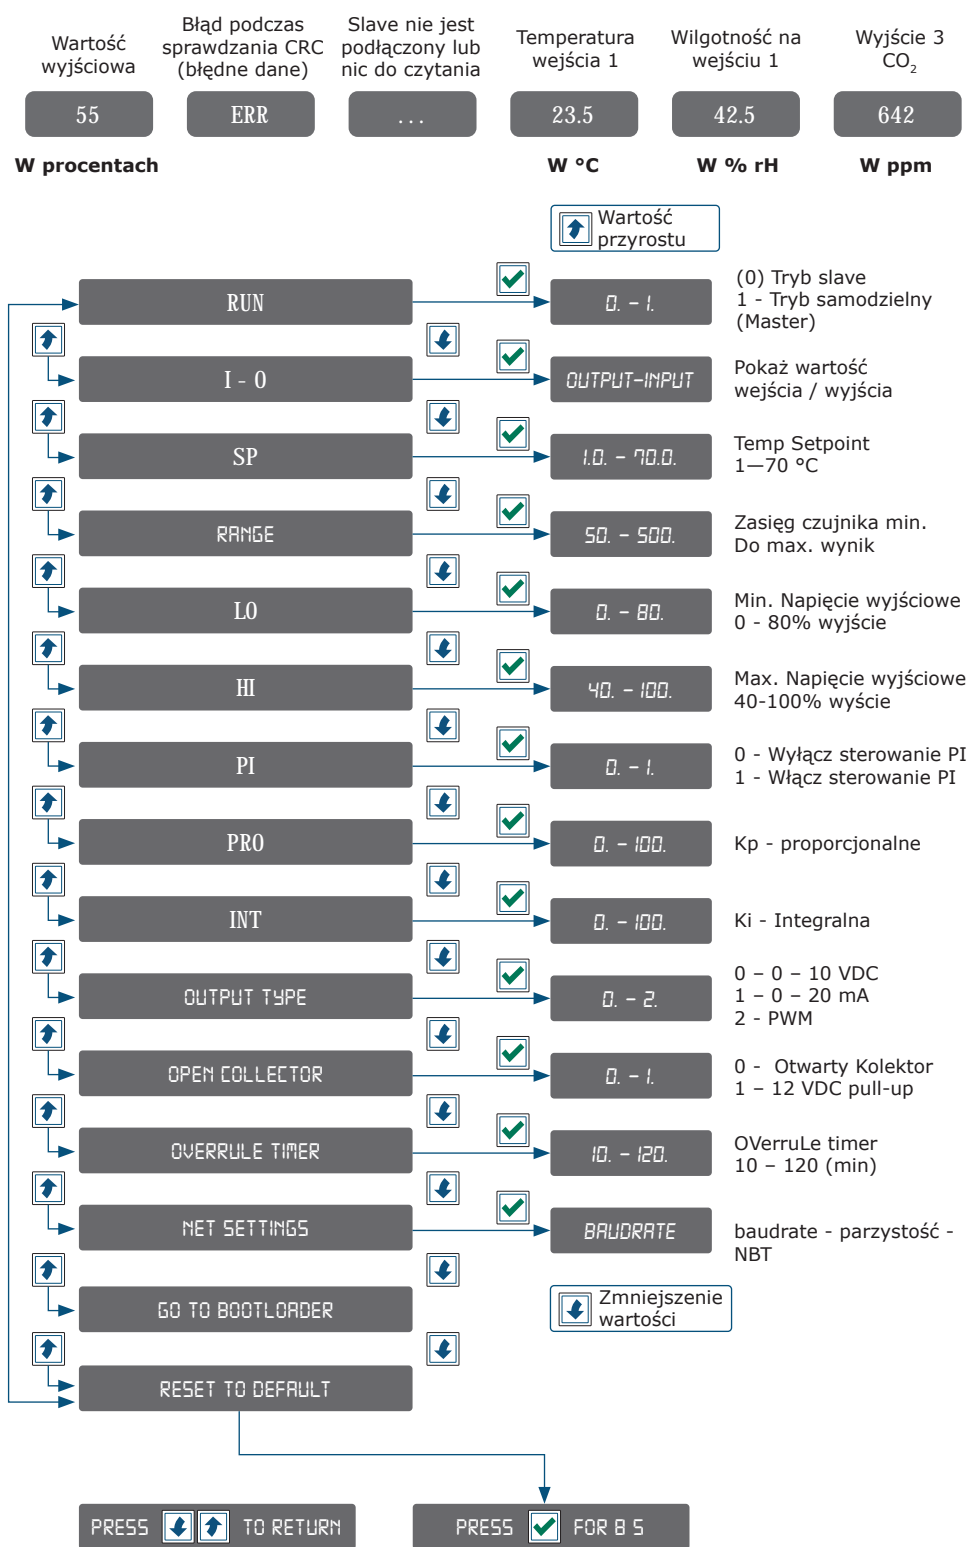 Wartość
wyjściowa
Błąd podczas
sprawdzania CRC
(błędne dane)
Slave nie jest
podłączony lub
nic do czytania
Temperatura
wejścia 1
Wilgotność na
wejściu 1
Wyjście 3
CO₂
55
ERR
...
23.5
42.5
642
W procentach
W °C
W % rH
W ppm
Wartość
przyrostu
RUN
0. – 1.
(0) Tryb slave
1 - Tryb samodzielny
(Master)
I - O
OUTPUT-INPUT
Pokaż wartość
wejścia / wyjścia
SP
1.0. – 70.0.
Temp Setpoint
1—70 °C
RANGE
50. – 500.
Zasięg czujnika min.
Do max. wynik
LO
0. – 80.
Min. Napięcie wyjściowe
0 - 80% wyjście
HI
40. – 100.
Max. Napięcie wyjściowe
40-100% wyście
PI
0. – 1.
0 - Wyłącz sterowanie PI
1 - Włącz sterowanie PI
PRO
0. – 100.
Kp - proporcjonalne
INT
0. – 100.
Ki - Integralna
OUTPUT TYPE
0. – 2.
0 – 0 – 10 VDC
1 – 0 – 20 mA
2 - PWM
OPEN COLLECTOR
0. – 1.
0 - Otwarty Kolektor
1 – 12 VDC pull-up
OVERRULE TIMER
10. – 120.
OVerruLe timer
10 – 120 (min)
NET SETTINGS
BAUDRATE
baudrate - parzystość -
NBT
GO TO BOOTLOADER
Zmniejszenie
wartości
RESET TO DEFAULT
PRESS TO RETURN
PRESS FOR 8 S